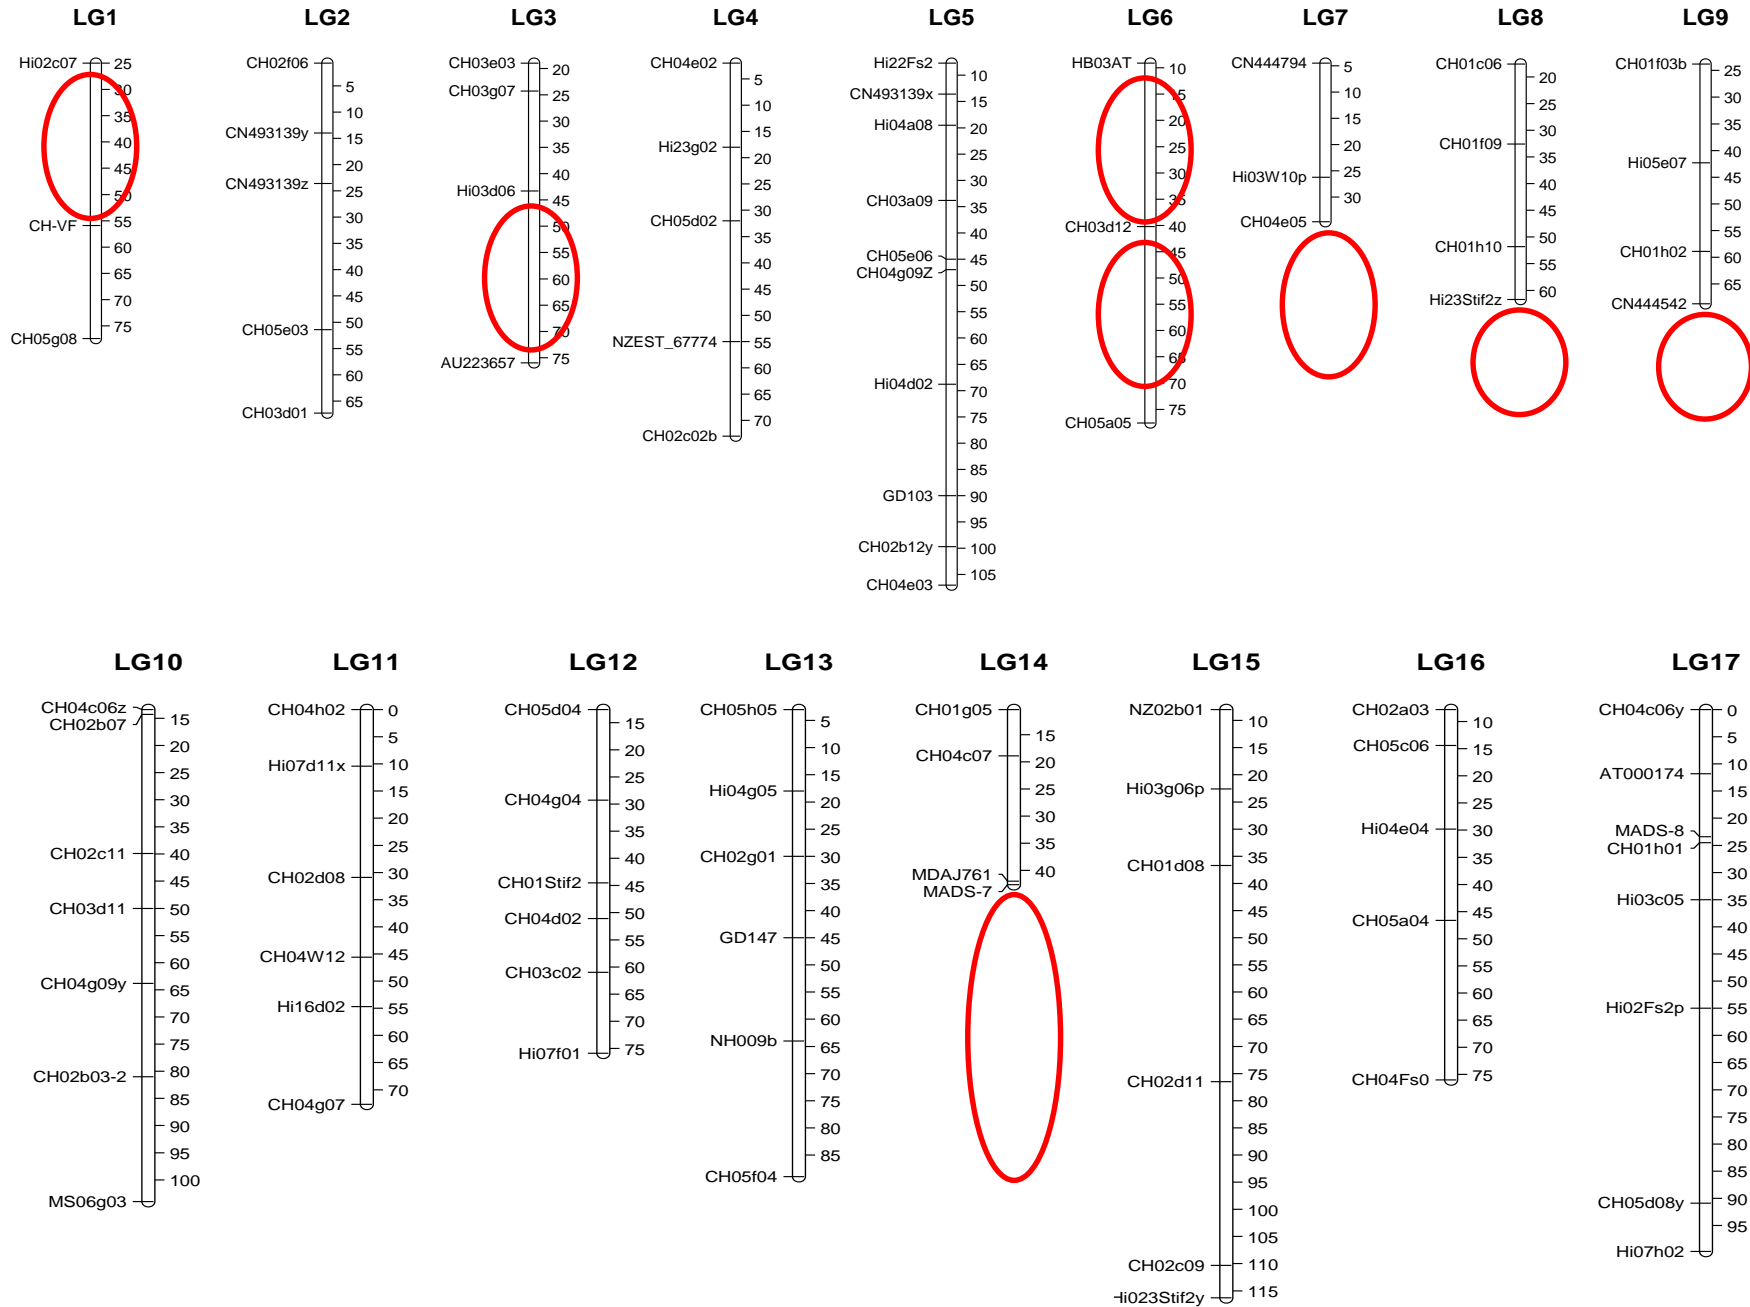 LG1 LG2 LG3 LG4 LG5 LG6 LG7 LG8 LG9
Hi02c07 25
30
35
40
45
50
CH-VF 55
60
65
70
75
CH05g08
CH02f06
5
10
CN493139y 15
20
CN493139z 25
30
35
40
45
CH05e03 50
55
60
65
CH03d01
CH03e03 20
CH03g07 25
30
35
40
Hi03d06 45
50
55
60
65
70
75
AU223657
CH04e02
5
10
15
Hi23g02 20
25
30
CH05d02 35
40
45
50
NZEST_67774 55
60
65
70
CH02c02b
Hi22Fs2 10
CN493139x 15
Hi04a08 20
25
30
CH03a09 35
40
CH05e06 45
CH04g09Z 50
55
60
65
Hi04d02 70
75
80
85
GD103 90
95
CH02b12y 100
105
CH04e03
HB03AT 10
15
20
25
30
35
CH03d12 40
45
50
55
60
65
70
75
CH05a05
CN444794 5
10
15
20
Hi03W10p 25
30
CH04e05
CH01c06 20
25
30
CH01f09 35
40
45
CH01h10 50
55
60
Hi23Stif2z
CH01f03b 25
30
35
40
Hi05e07 45
50
55
CH01h02 60
65
CN444542
LG10 LG11 LG12 LG13 LG14 LG15 LG16 LG17
CH04c06z
CH02b07 15
20
25
30
35
CH02c11 40
45
CH03d11 50
55
60
CH04g09y 65
70
75
CH02b03-2 80
85
90
95
100
MS06g03
CH04h02 0
5
Hi07d11x 10
15
20
25
CH02d08 30
35
40
CH04W12 45
50
Hi16d02 55
60
65
70
CH04g07
CH05d04 15
20
25
CH04g04 30
35
40
CH01Stif2 45
CH04d02 50
55
CH03c02 60
65
70
Hi07f01 75
CH05h05 5
10
Hi04g05 15
20
25
CH02g01 30
35
40
GD147 45
50
55
60
NH009b 65
70
75
80
85
CH05f04
CH01g05 15
CH04c07 20
25
30
35
MDAJ761 40
MADS-7
NZ02b01 10
15
20
Hi03g06p 25
30
35
CH01d08 40
45
50
55
60
65
70
CH02d11 75
80
85
90
95
100
105
CH02c09 110
115
Hi023Stif2y
CH02a03 10
CH05c06 15
20
25
Hi04e04 30
35
40
CH05a04 45
50
55
60
65
70
CH04Fs0 75
CH04c06y 0
5
AT000174 10
15
20
MADS-8
CH01h01 25
30
Hi03c05 35
40
45
50
Hi02Fs2p 55
60
65
70
75
80
85
CH05d08y 90
95
Hi07h02